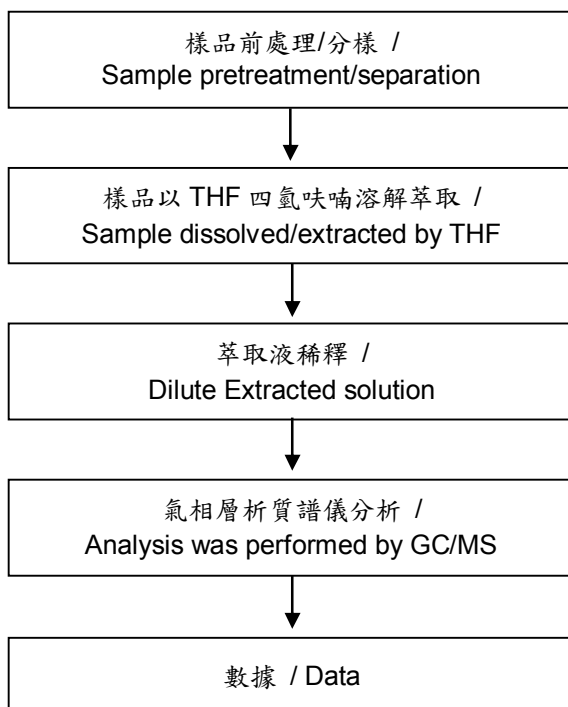 樣品前處理/分樣 /
Sample pretreatment/separation
樣品以 THF 四氫呋喃溶解萃取 /
Sample dissolved/extracted by THF
萃取液稀釋 /
Dilute Extracted solution
氣相層析質譜儀分析 /
Analysis was performed by GC/MS
數據 / Data